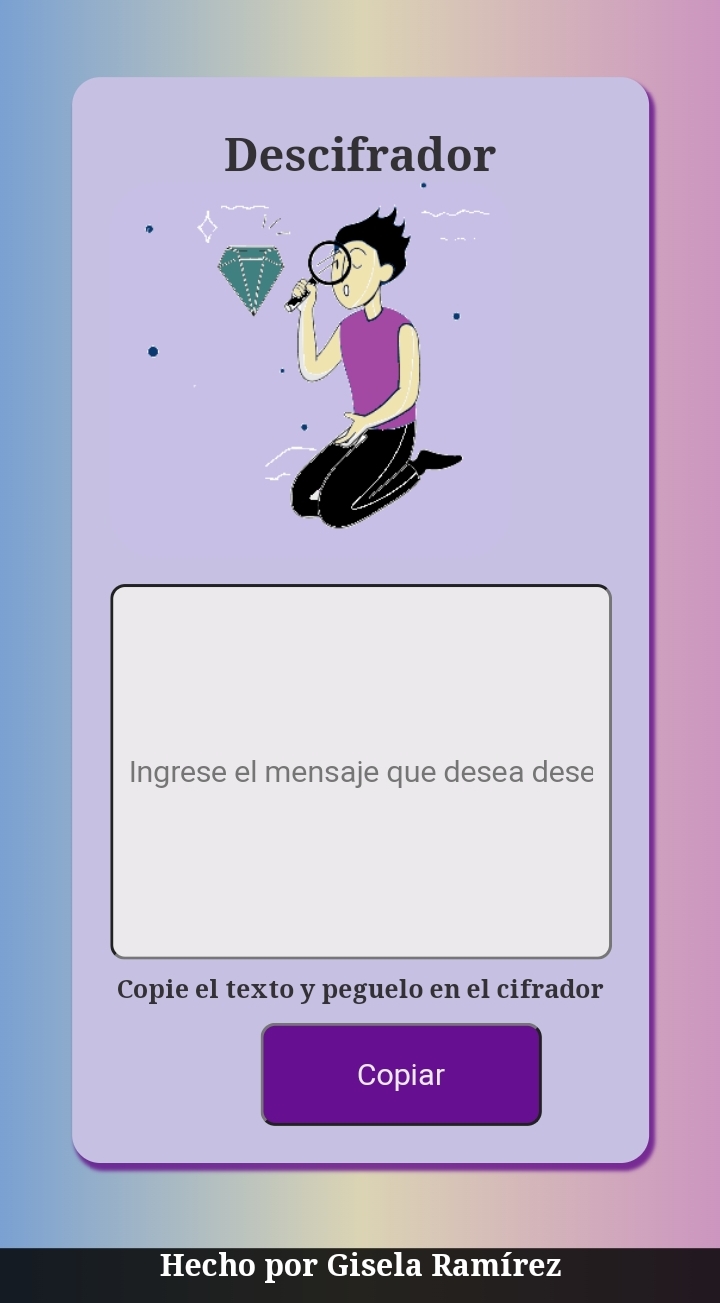 Descifrador
Ingrese el mensaje que desea dese
Copie el texto y peguelo en el cifrador
Copiar
Hecho por Gisela Ramírez